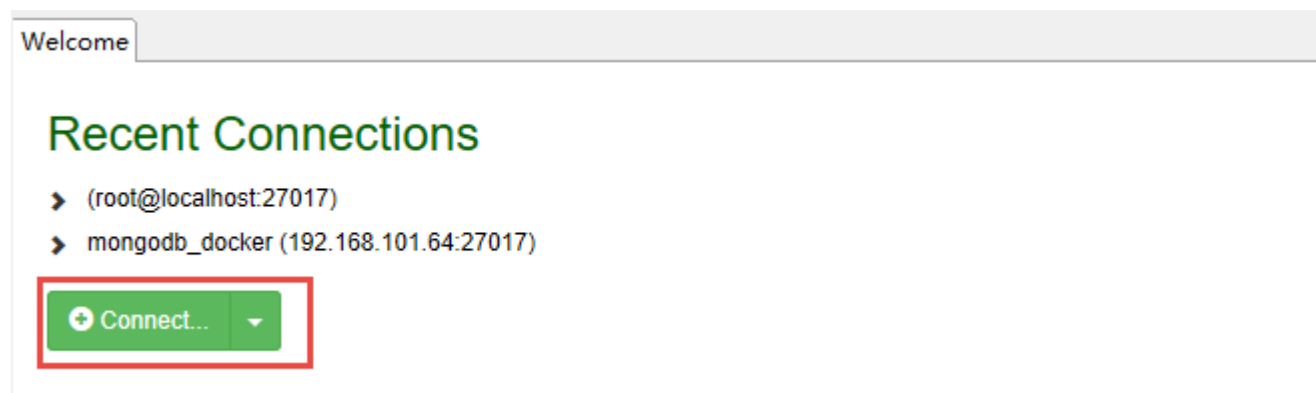 Welcome
Recent Connections
(root@localhost:27017)
mongodb_docker (192.168.101.64:27017)
Connect...